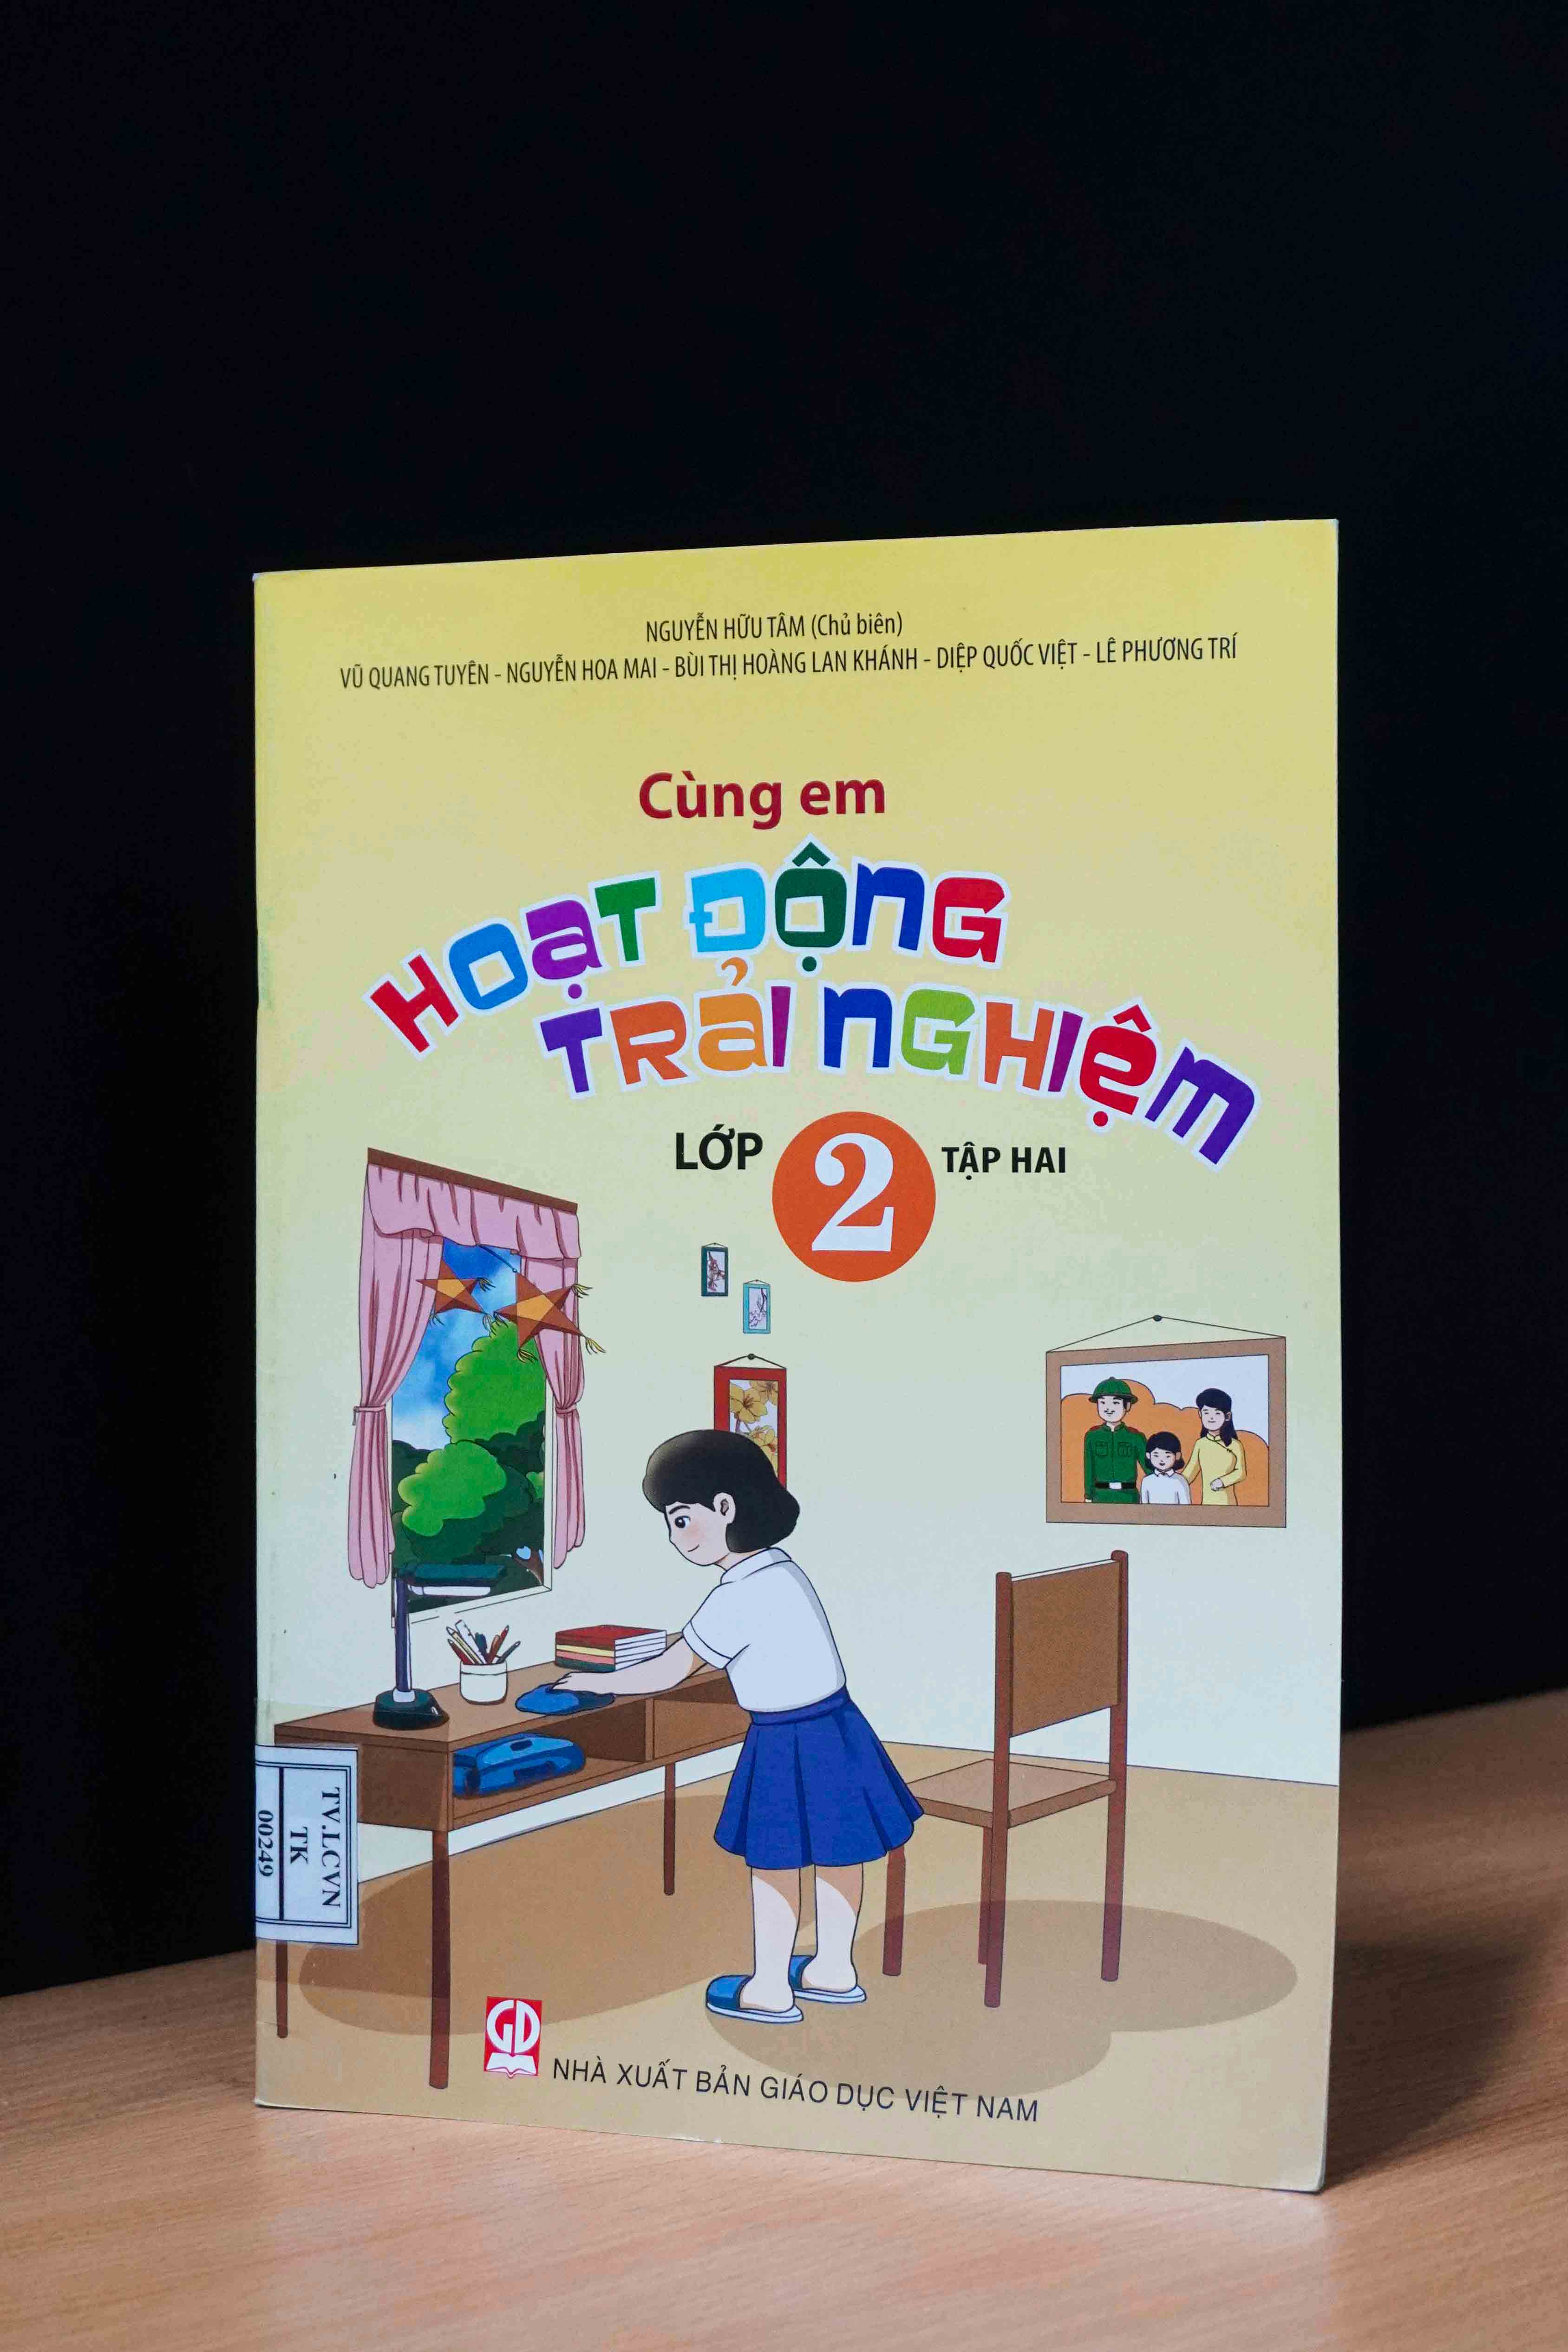 NGUYỄN HỮU TÂM (Chủ biên)
VŨ QUANG TUYÊN - NGUYỄN HOA MAI - BÙI THỊ HOÀNG LAN KHÁNH - DIỆP QUỐC VIỆT - LÊ PHƯƠNG TRÍ
Cùng em
HOẠT ĐỘNG
TRẢI NGHIỆM
LỚP 2 TẬP HAI
TV.LCVN
TK
00249
GD
NHÀ XUẤT BẢN GIÁO DỤC VIỆT NAM